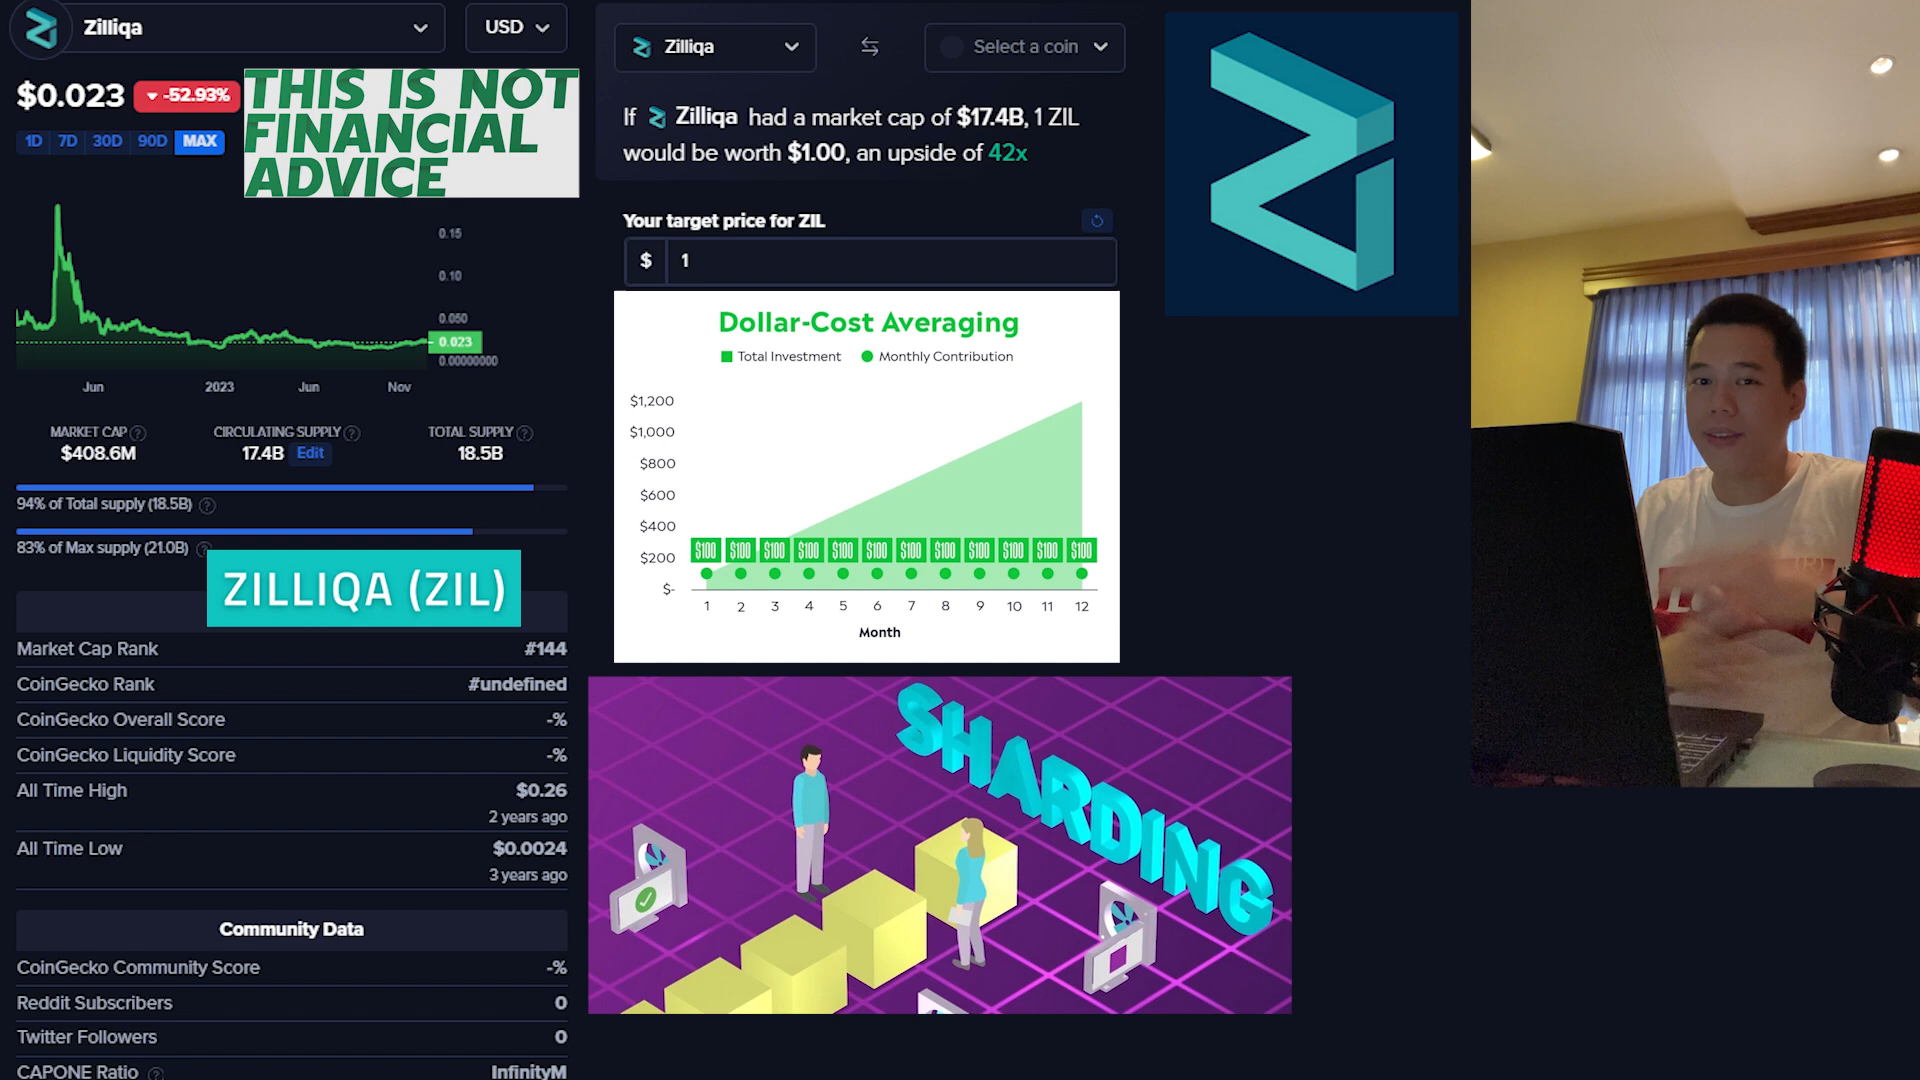 Zilliqa
USD
$0.023
-52.93%
1D 7D 30D 90D MAX
THIS IS NOT
FINANCIAL
ADVICE
0.15
0.10
0.050
0.023
0.00000000
Jun 2023 Jun Nov
MARKET CAP
$408.6M
CIRCULATING SUPPLY
17.4B Edit
TOTAL SUPPLY
18.5B
94% of Total supply (18.5B)
83% of Max supply (21.0B)
ZILLIQA (ZIL)
Market Cap Rank #144
CoinGecko Rank #undefined
CoinGecko Overall Score -%
CoinGecko Liquidity Score -%
All Time High $0.26
2 years ago
All Time Low $0.0024
3 years ago
Community Data
CoinGecko Community Score -%
Reddit Subscribers 0
Twitter Followers 0
CAPONE Ratio InfinityM
Zilliqa
Select a coin
If Zilliqa had a market cap of $17.4B, 1 ZIL
would be worth $1.00, an upside of 42x
Your target price for ZIL
$ 1
Dollar-Cost Averaging
Total Investment Monthly Contribution
$1,200
$1,000
$800
$600
$400
$200
$-
$100 $100 $100 $100 $100 $100 $100 $100 $100 $100 $100 $100
1 2 3 4 5 6 7 8 9 10 11 12
Month
SHARDING